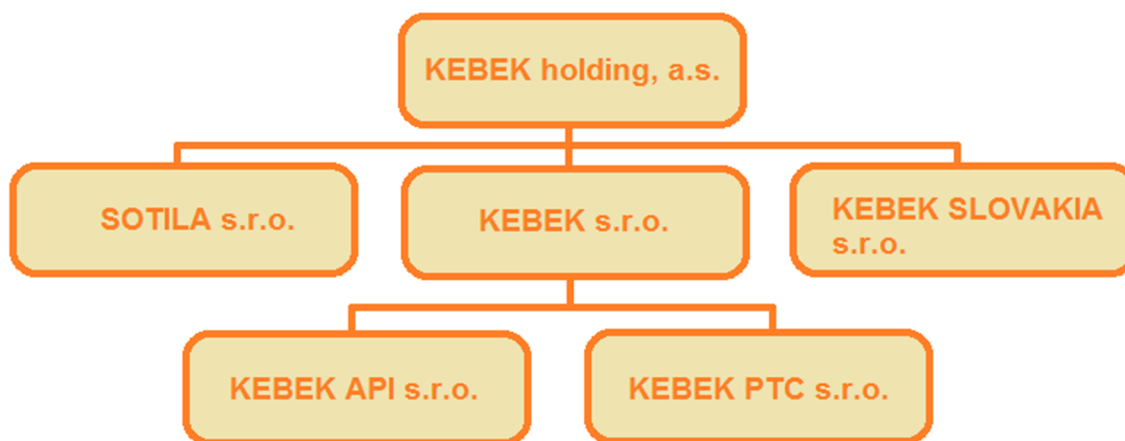 KEBEK holding, a.s.
SOTILA s.r.o.
KEBEK s.r.o.
KEBEK SLOVAKIA
s.r.o.
KEBEK API s.r.o.
KEBEK PTC s.r.o.